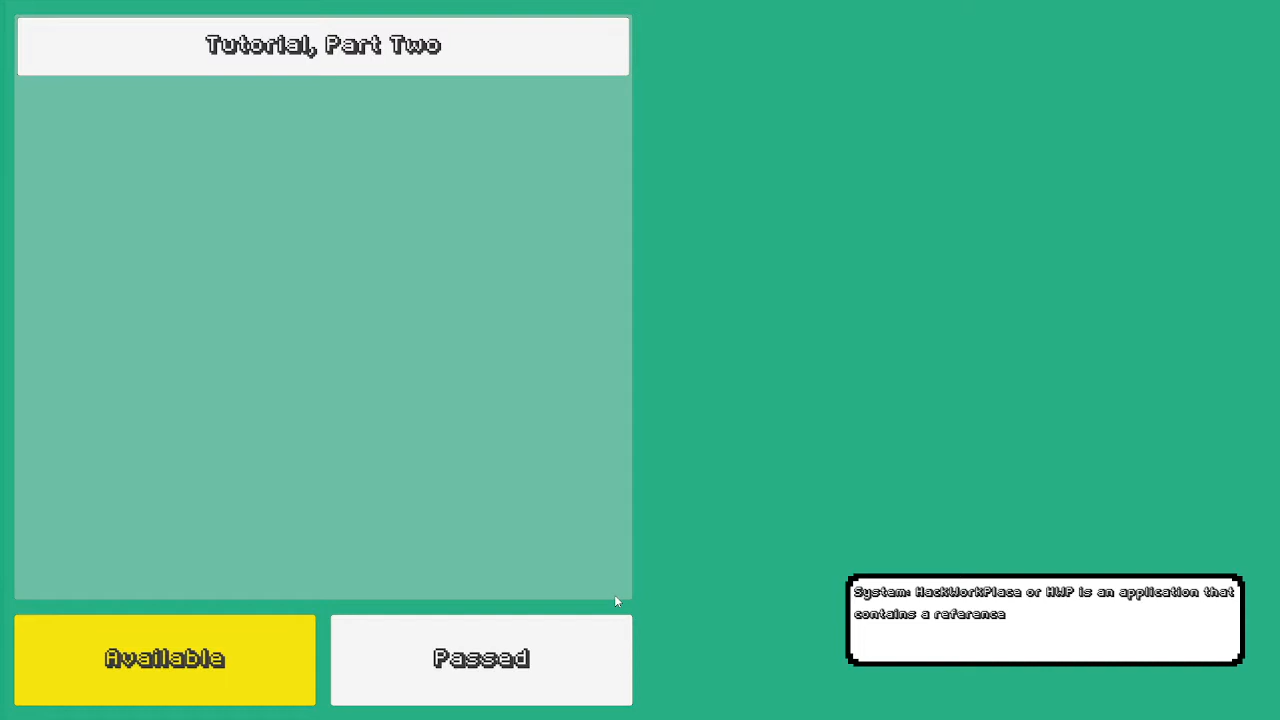 Tutorial, Part Two
Available
Passed
System: HackWorkPlace or HWP is an application that
contains a reference